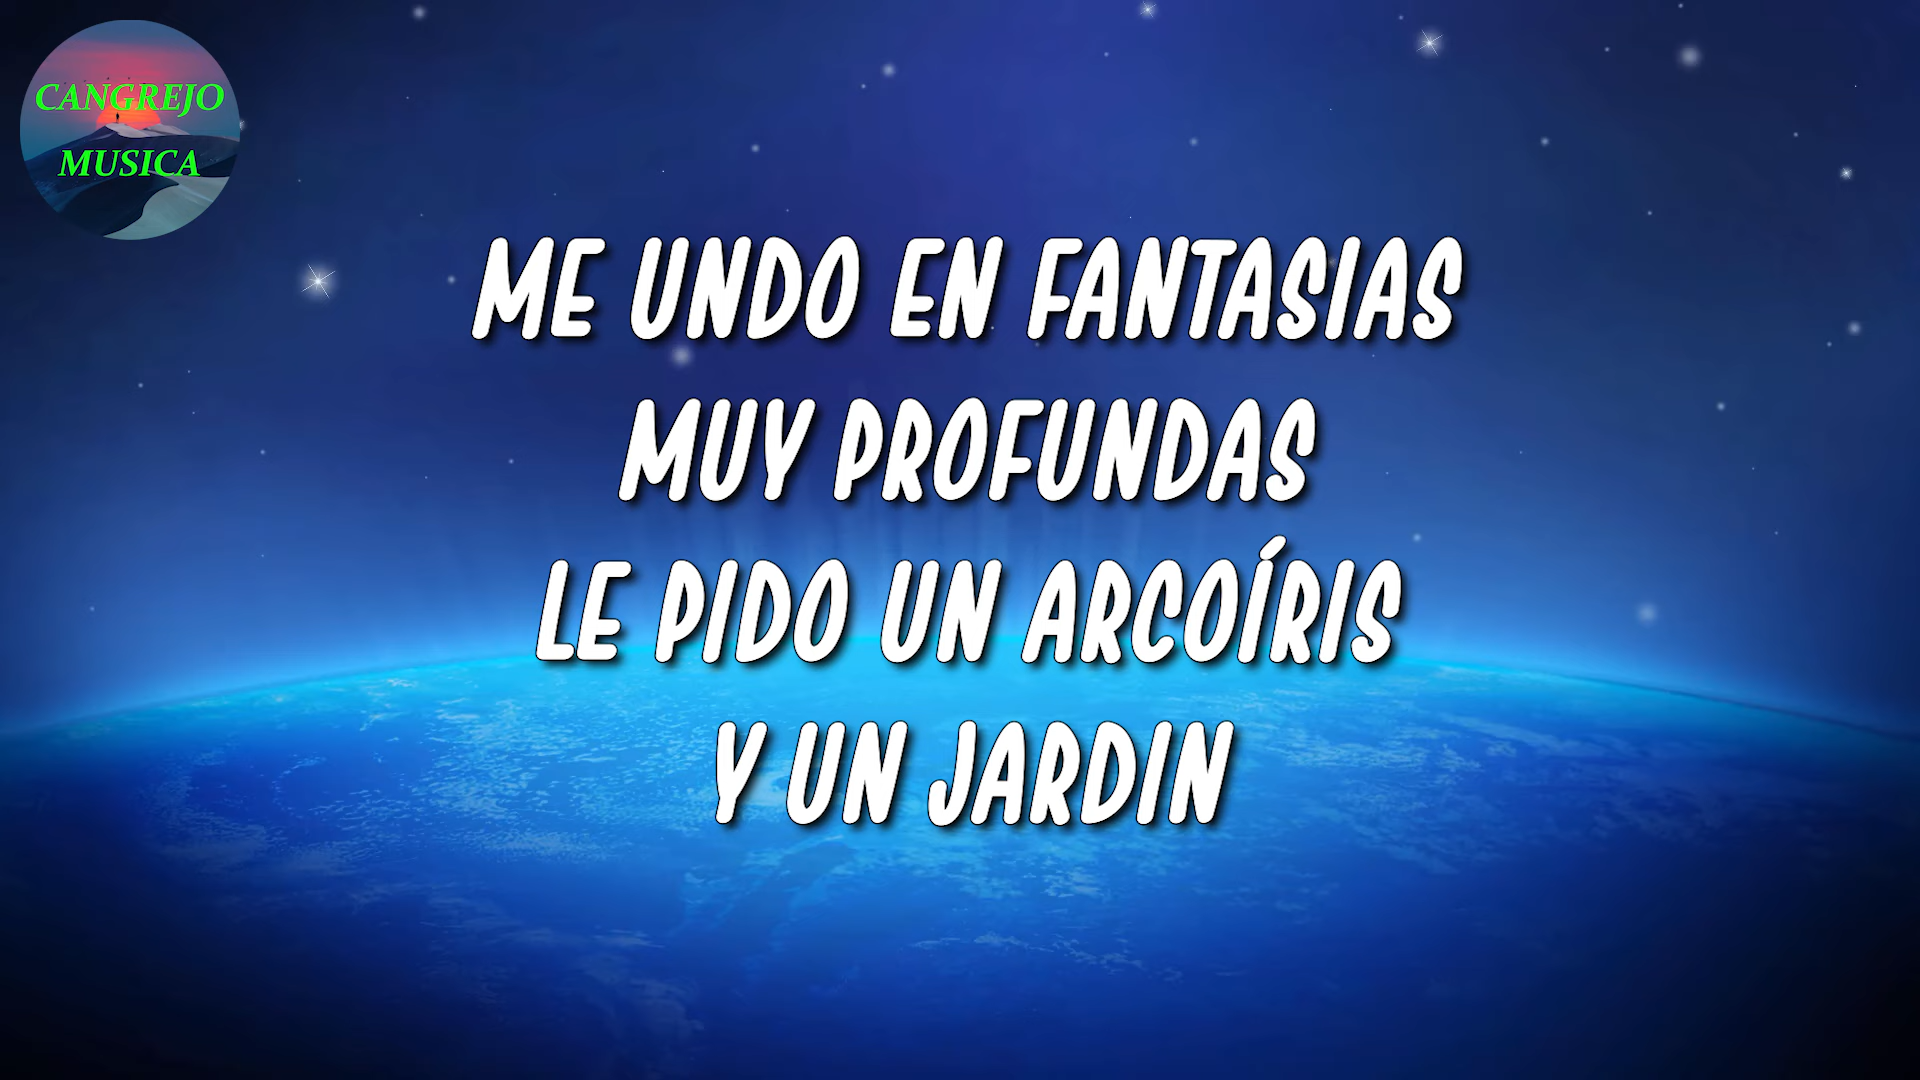 CANGREJO
MUSICA
ME UNDO EN FANTASIAS
MUY PROFUNDAS
LE PIDO UN ARCOÍRIS
Y UN JARDIN